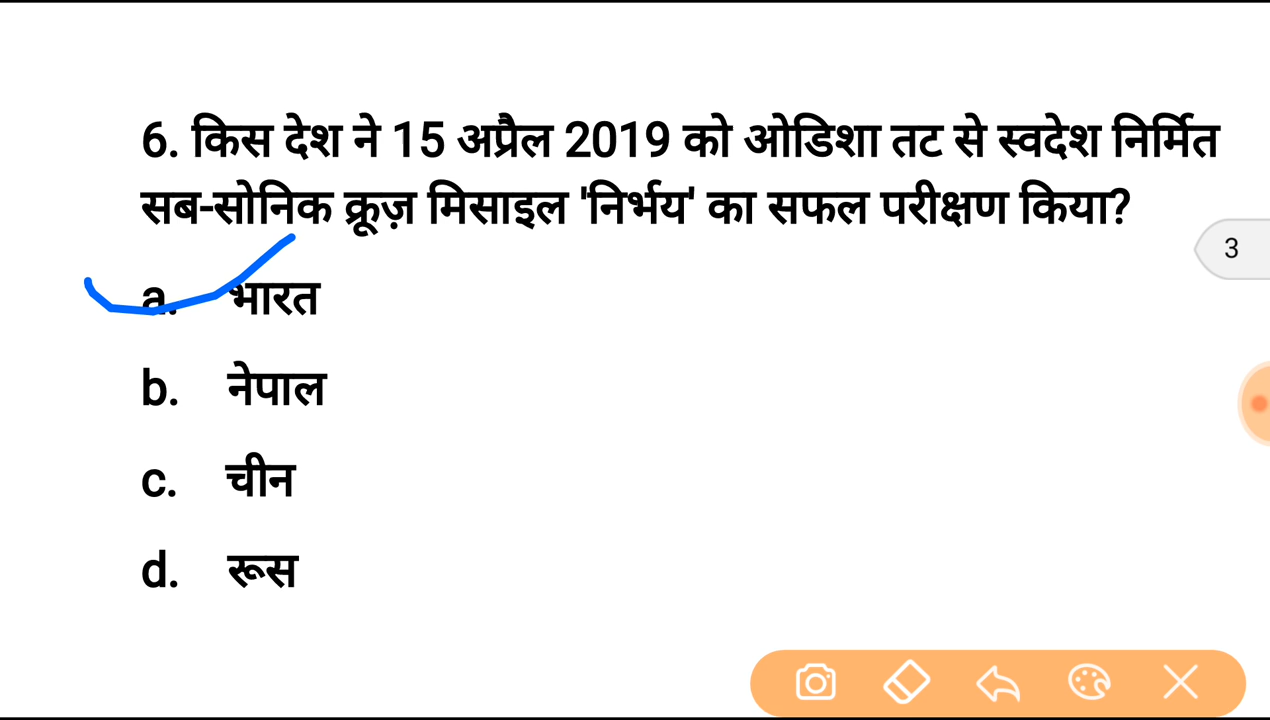 6. किस देश ने 15 अप्रैल 2019 को ओडिशा तट से स्वदेश निर्मित
सब-सोनिक क्रूज़ मिसाइल 'निर्भय' का सफल परीक्षण किया?
3
a. भारत
b. नेपाल
c. चीन
d. रूस